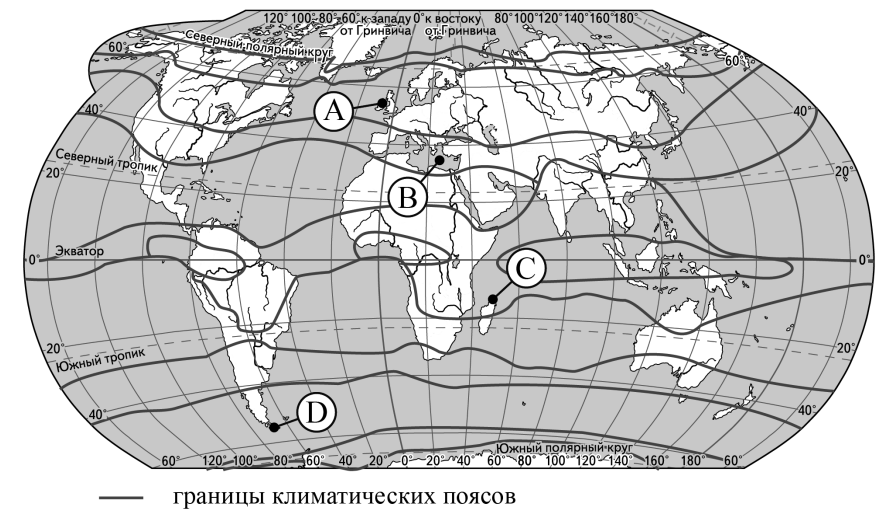 120° 100° 80° 60° к западу 0° к востоку 80° 100° 120° 140° 160° 180°
от Гринвича от Гринвича
Северный полярный круг
60° 60°
A
40° 40°
Северный тропик
20° 20°
B
Экватор
0° 0°
C
20° 20°
Южный тропик
D
40° 40°
Южный полярный круг
60° 120° 100° 80° 60° 40° 20° 0° 20° 40° 60° 80° 100° 120° 140° 160° 180° 60°
границы климатических поясов